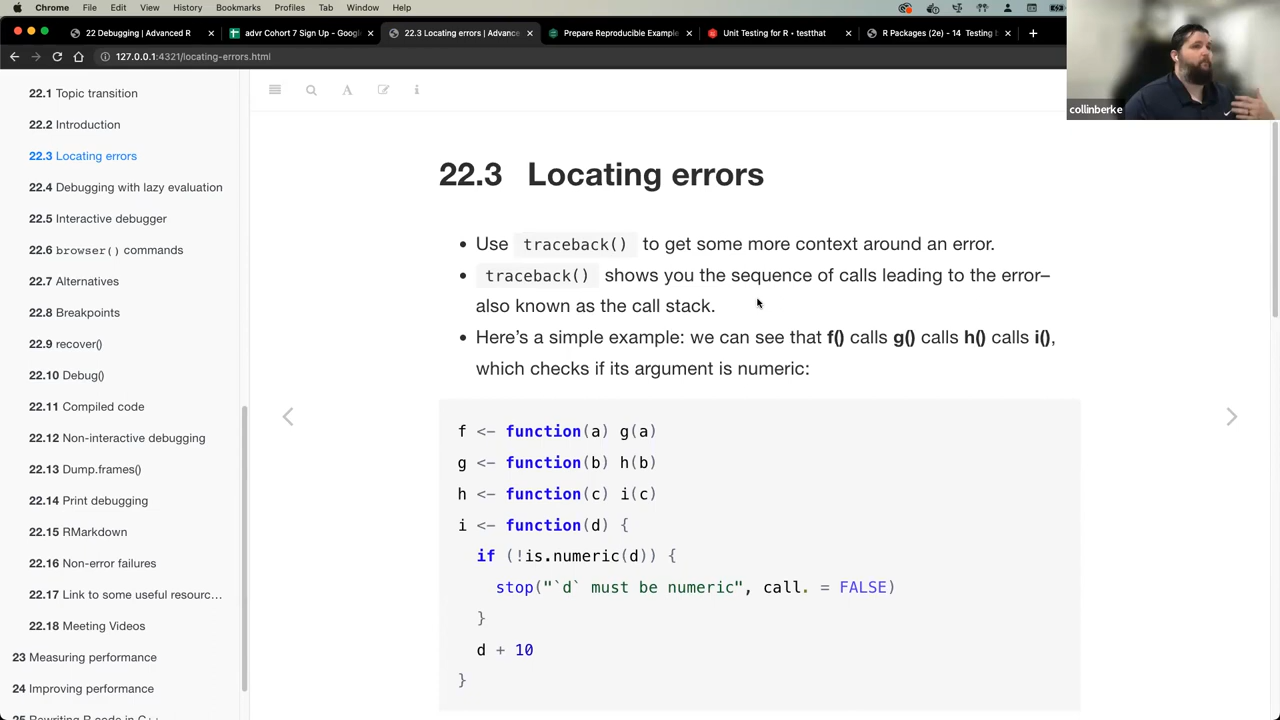 Chrome File Edit View History Bookmarks Profiles Tab Window Help
22 Debugging | Advanced R
advr Cohort 7 Sign Up - Googl
22.3 Locating errors | Advanc
Prepare Reproducible Example
Unit Testing for R • testthat
R Packages (2e) - 14 Testing b
127.0.0.1:4321/locating-errors.html
collinberke
22.1 Topic transition
22.2 Introduction
22.3 Locating errors
22.4 Debugging with lazy evaluation
22.5 Interactive debugger
22.6 browser() commands
22.7 Alternatives
22.8 Breakpoints
22.9 recover()
22.10 Debug()
22.11 Compiled code
22.12 Non-interactive debugging
22.13 Dump.frames()
22.14 Print debugging
22.15 RMarkdown
22.16 Non-error failures
22.17 Link to some useful resourc…
22.18 Meeting Videos
23 Measuring performance
24 Improving performance
25 Rewriting R code in C++
22.3 Locating errors
• Use traceback() to get some more context around an error.
• traceback() shows you the sequence of calls leading to the error–
also known as the call stack.
• Here's a simple example: we can see that f() calls g() calls h() calls i(),
which checks if its argument is numeric:
f <- function(a) g(a)
g <- function(b) h(b)
h <- function(c) i(c)
i <- function(d) {
if (!is.numeric(d)) {
stop("`d` must be numeric", call. = FALSE)
}
d + 10
}